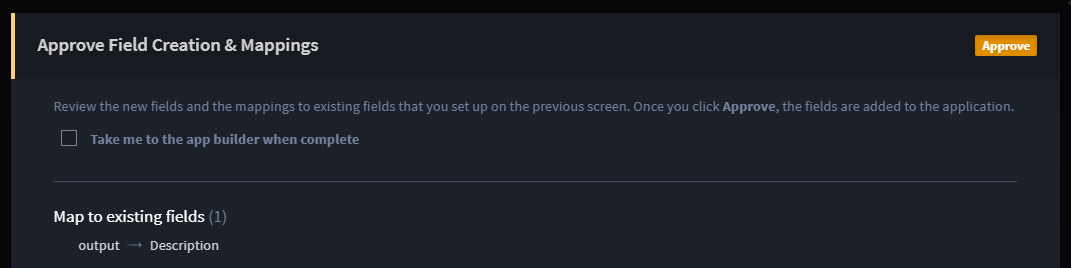 Approve Field Creation & Mappings
Approve
Review the new fields and the mappings to existing fields that you set up on the previous screen. Once you click Approve, the fields are added to the application.
Take me to the app builder when complete
Map to existing fields (1)
output → Description